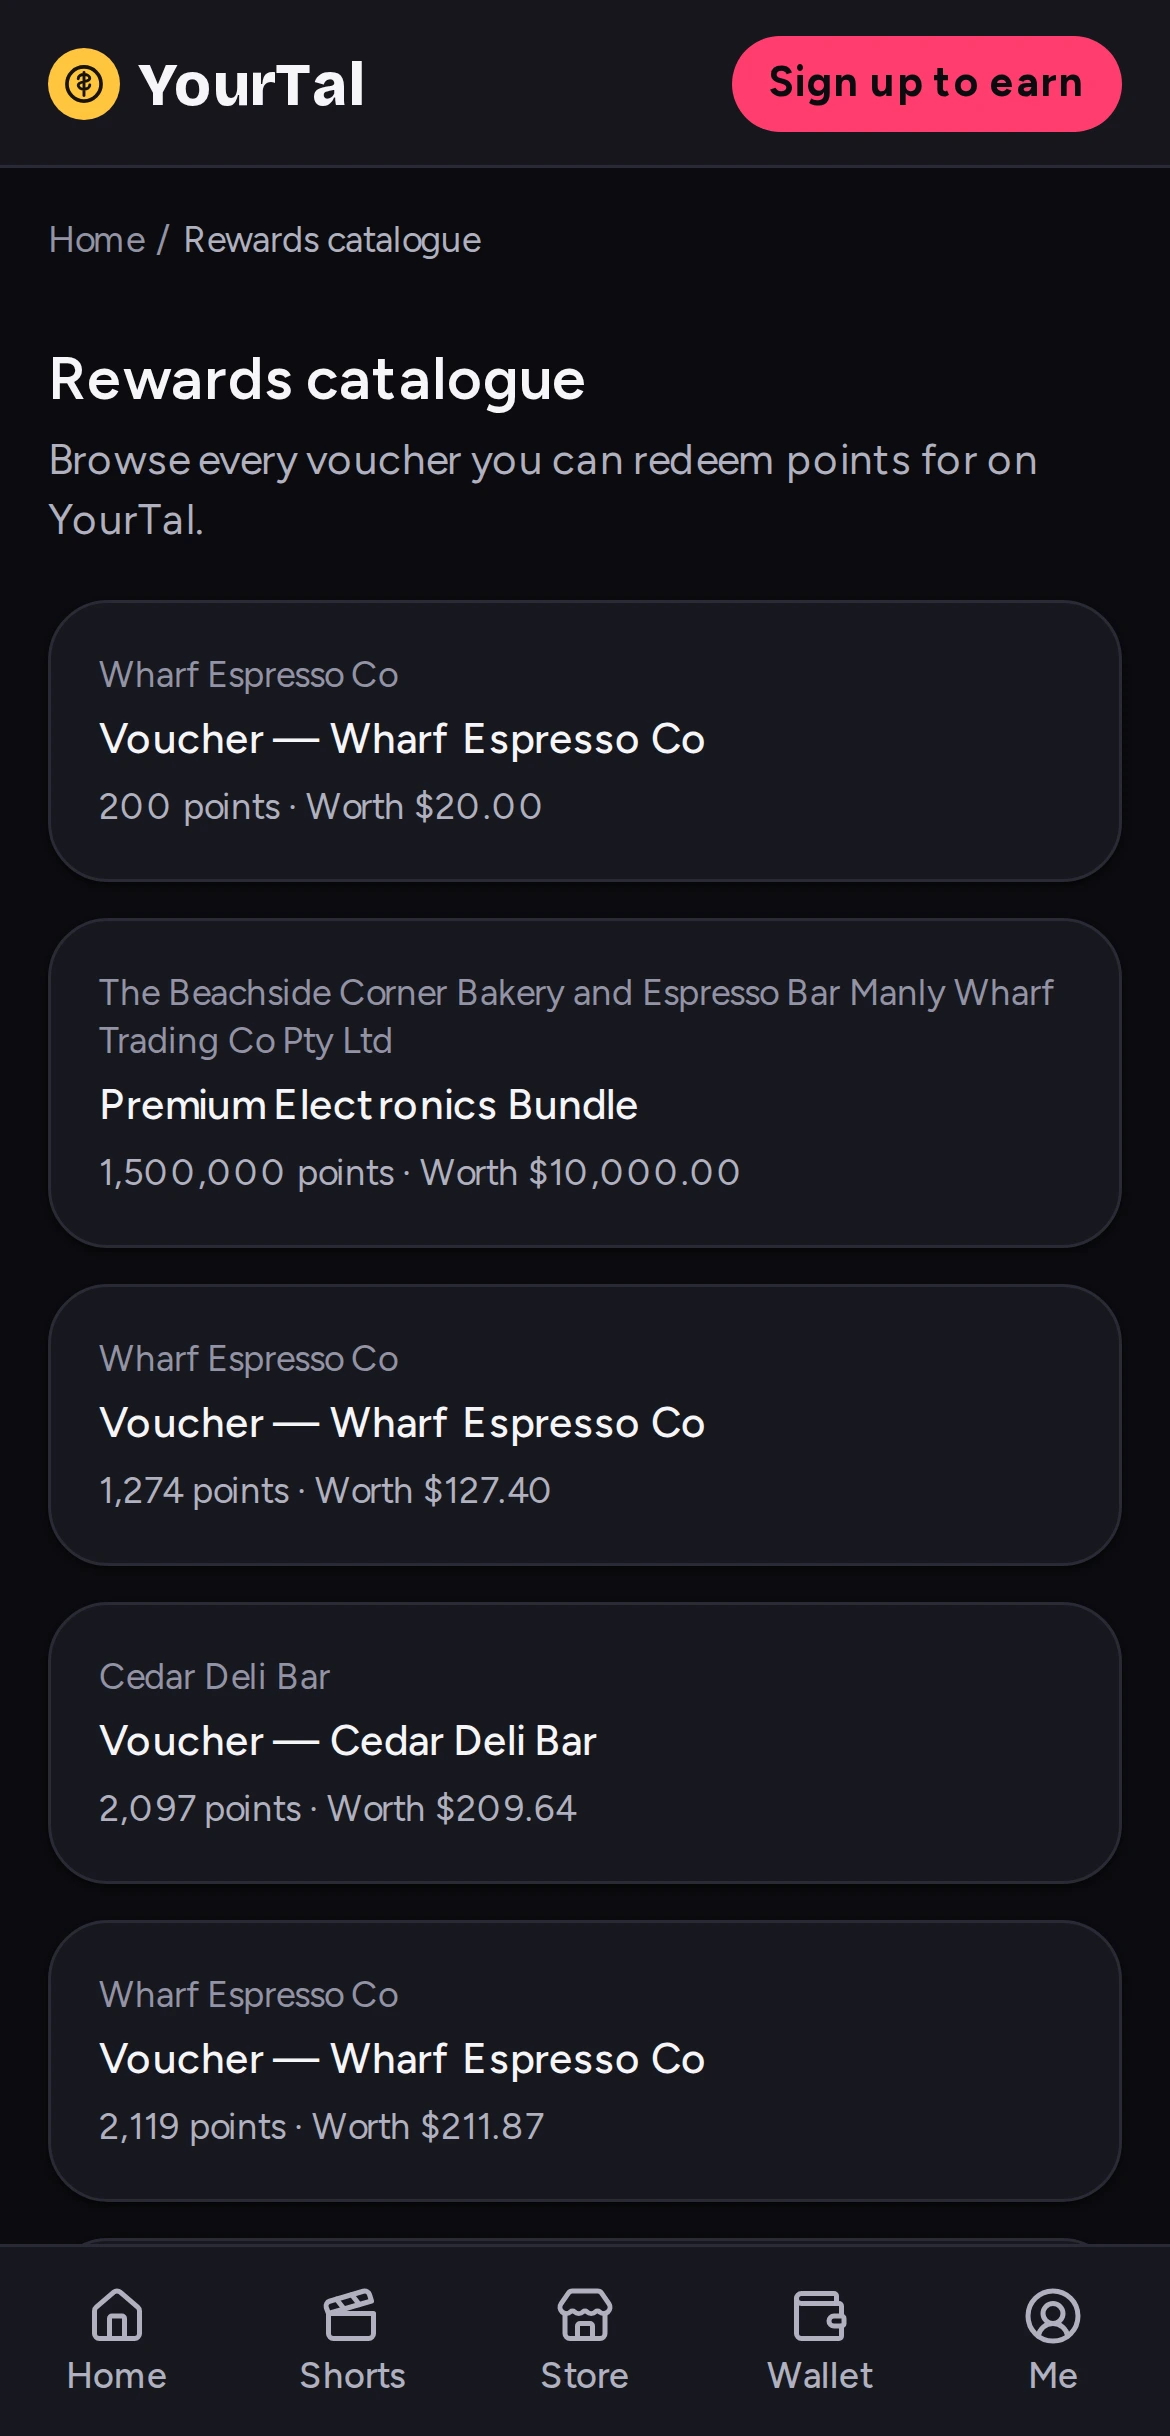 YourTal
Sign up to earn
Home / Rewards catalogue
Rewards catalogue
Browse every voucher you can redeem points for on
YourTal.
Wharf Espresso Co
Voucher — Wharf Espresso Co
200 points · Worth $20.00
The Beachside Corner Bakery and Espresso Bar Manly Wharf
Trading Co Pty Ltd
Premium Electronics Bundle
1,500,000 points · Worth $10,000.00
Wharf Espresso Co
Voucher — Wharf Espresso Co
1,274 points · Worth $127.40
Cedar Deli Bar
Voucher — Cedar Deli Bar
2,097 points · Worth $209.64
Wharf Espresso Co
Voucher — Wharf Espresso Co
2,119 points · Worth $211.87
Home
Shorts
Store
Wallet
Me